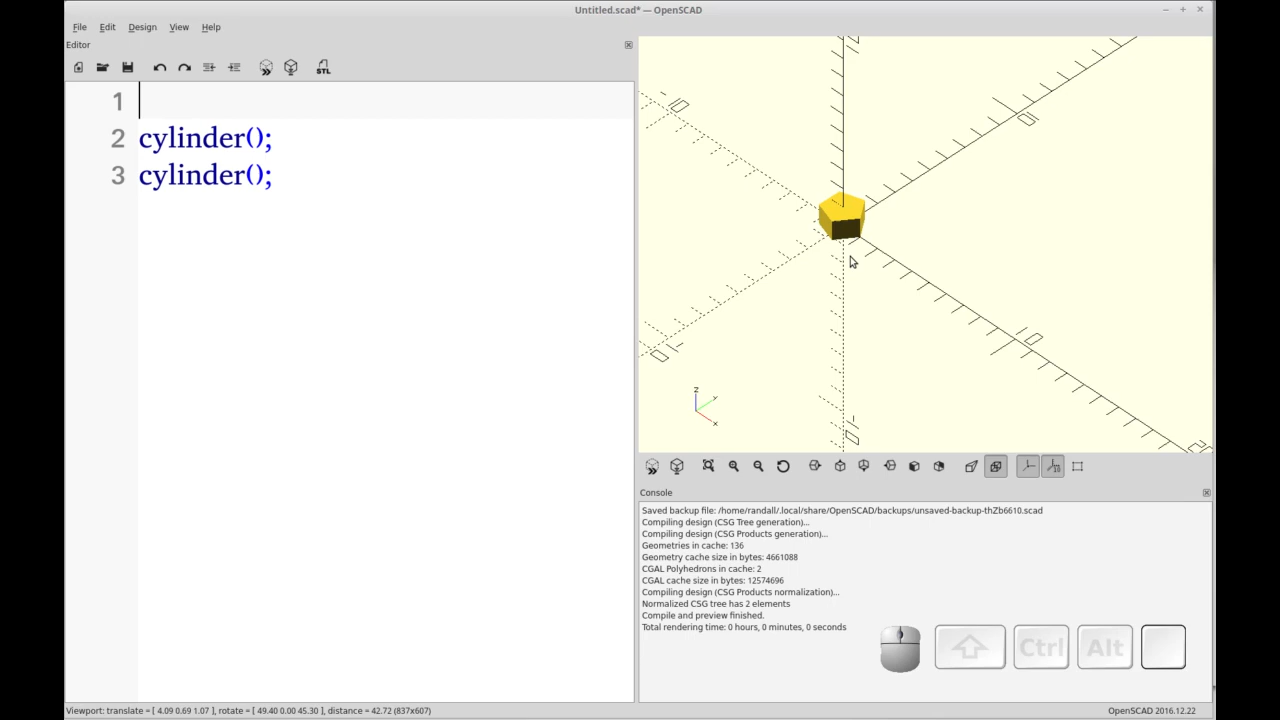 Untitled.scad* — OpenSCAD
File Edit Design View Help
Editor
STL
1
2 cylinder();
3 cylinder();
10
10
Z
Y
X
Console
Saved backup file: /home/randall/.local/share/OpenSCAD/backups/unsaved-backup-thZb6610.scad
Compiling design (CSG Tree generation)...
Compiling design (CSG Products generation)...
Geometries in cache: 136
Geometry cache size in bytes: 4661088
CGAL Polyhedrons in cache: 2
CGAL cache size in bytes: 12574696
Compiling design (CSG Products normalization)...
Normalized CSG tree has 2 elements
Compile and preview finished.
Total rendering time: 0 hours, 0 minutes, 0 seconds
Ctrl Alt
Viewport: translate = [ 4.09 0.69 1.07 ], rotate = [ 49.40 0.00 45.30 ], distance = 42.72 (837x607)
OpenSCAD 2016.12.22